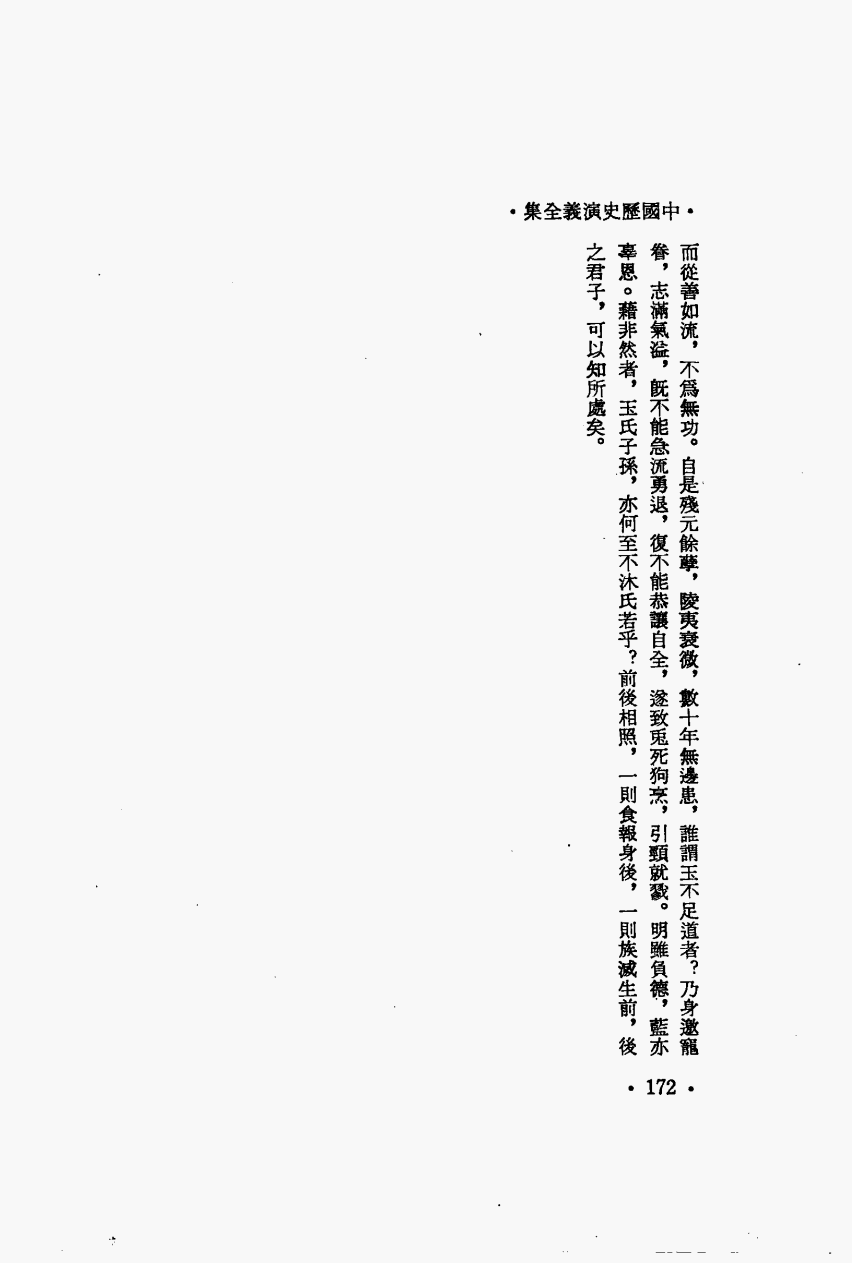 ·中國歷史演義全集·
而從善如流，不爲無功。自是殘元餘孽，陵夷衰微，數十年無邊患，誰謂玉不足道者？乃身邀寵
眷，志滿氣溢，既不能急流勇退，復不能恭讓自全，遂致兎死狗烹，引頸就戮。明雖負德，藍亦
辜恩。藉非然者，玉氏子孫，亦何至不沐氏若乎？前後相照，一則食報身後，一則族滅生前，後
之君子，可以知所處矣。
·172·